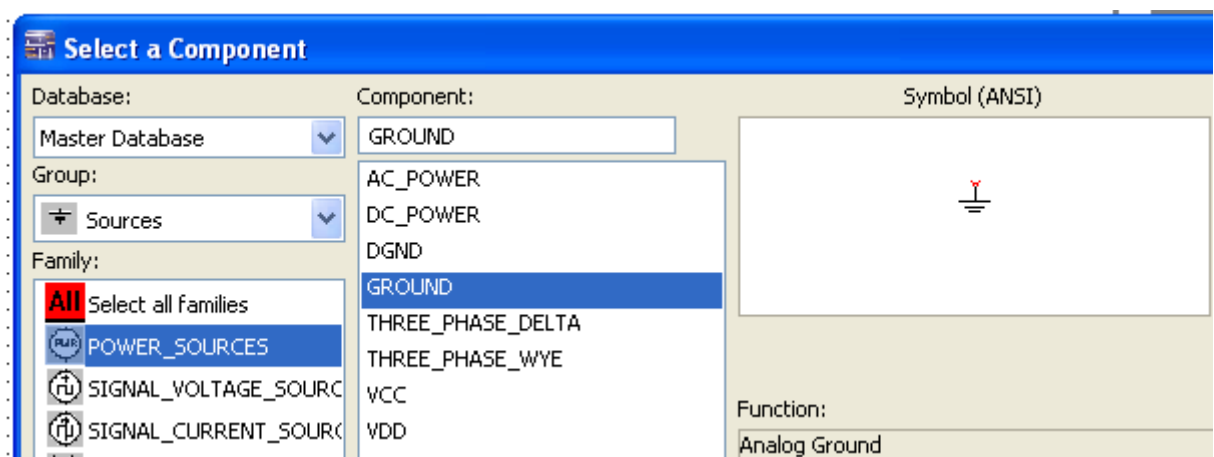 Select a Component
Database:
Master Database
Group:
Sources
Family:
All Select all families
PWR POWER_SOURCES
SIGNAL_VOLTAGE_SOURC
SIGNAL_CURRENT_SOUR(
Component:
GROUND
AC_POWER
DC_POWER
DGND
GROUND
THREE_PHASE_DELTA
THREE_PHASE_WYE
VCC
VDD
Symbol (ANSI)
Function:
Analog Ground